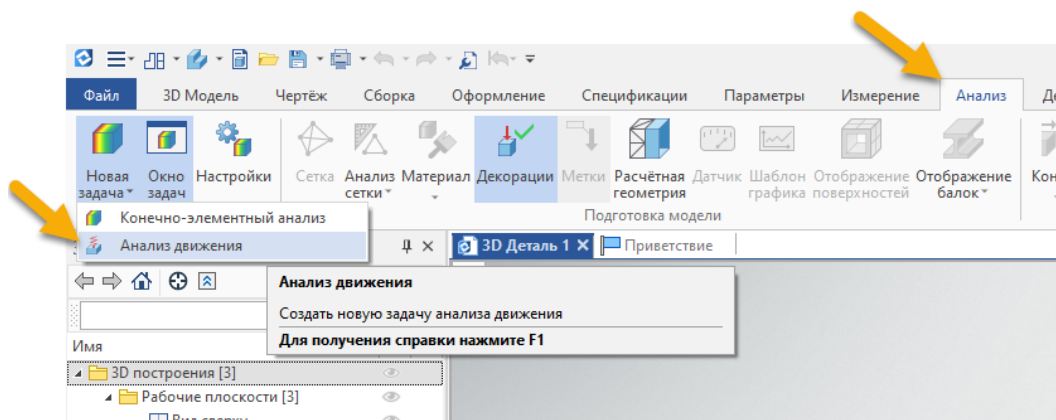 Файл 3D Модель Чертёж Сборка Оформление Спецификации Параметры Измерение Анализ
Новая задача Окно задач Настройки Сетка Анализ сетки Материал Декорации Метки Расчётная геометрия Датчик Шаблон графика Отображение поверхностей Отображение балок
Подготовка модели
Конечно-элементный анализ
Анализ движения
3D Деталь 1 Приветствие
Анализ движения
Создать новую задачу анализа движения
Для получения справки нажмите F1
Имя
3D построения [3]
Рабочие плоскости [3]